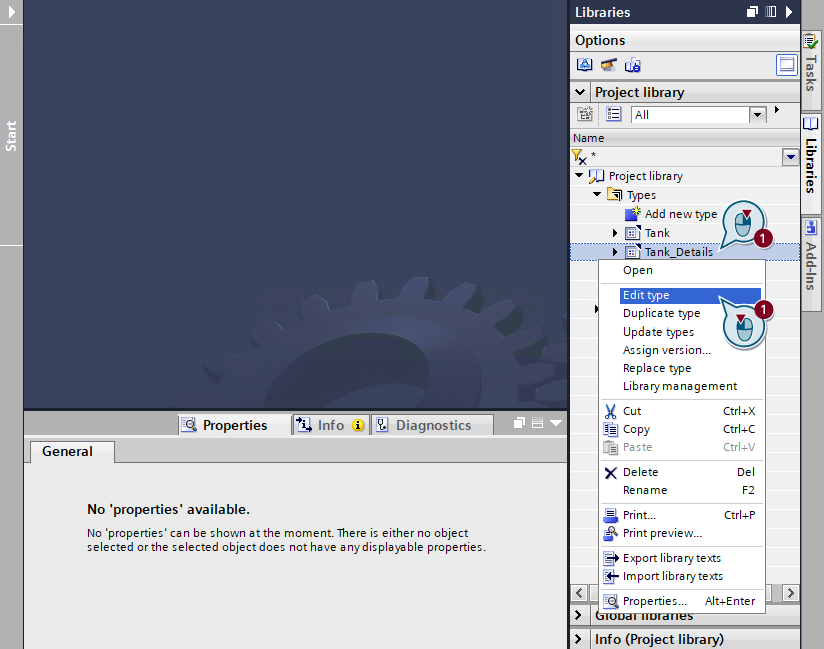 Start
Libraries
Options
Project library
All
Name
*
Project library
Types
Add new type
Tank
Tank_Details
1
Open
Edit type
1
Duplicate type
Update types
Assign version...
Replace type
Library management
Cut Ctrl+X
Copy Ctrl+C
Paste Ctrl+V
Delete Del
Rename F2
Print... Ctrl+P
Print preview...
Export library texts
Import library texts
Properties... Alt+Enter
Global libraries
Info (Project library)
Tasks
Libraries
Add-Ins
Properties Info Diagnostics
General
No 'properties' available.
No 'properties' can be shown at the moment. There is either no object
selected or the selected object does not have any displayable properties.